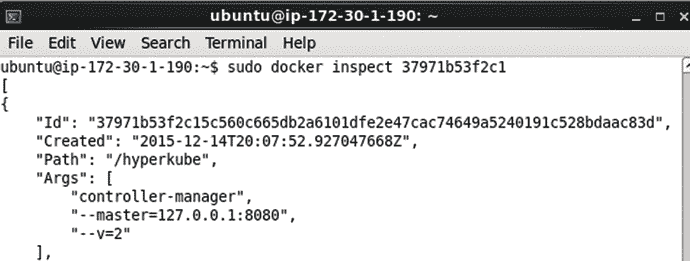 ubuntu@ip-172-30-1-190: ~
File Edit View Search Terminal Help
ubuntu@ip-172-30-1-190:~$ sudo docker inspect 37971b53f2c1
[
{
    "Id": "37971b53f2c15c560c665db2a6101dfe2e47cac74649a5240191c528bdaac83d",
    "Created": "2015-12-14T20:07:52.927047668Z",
    "Path": "/hyperkube",
    "Args": [
        "controller-manager",
        "--master=127.0.0.1:8080",
        "--v=2"
    ],